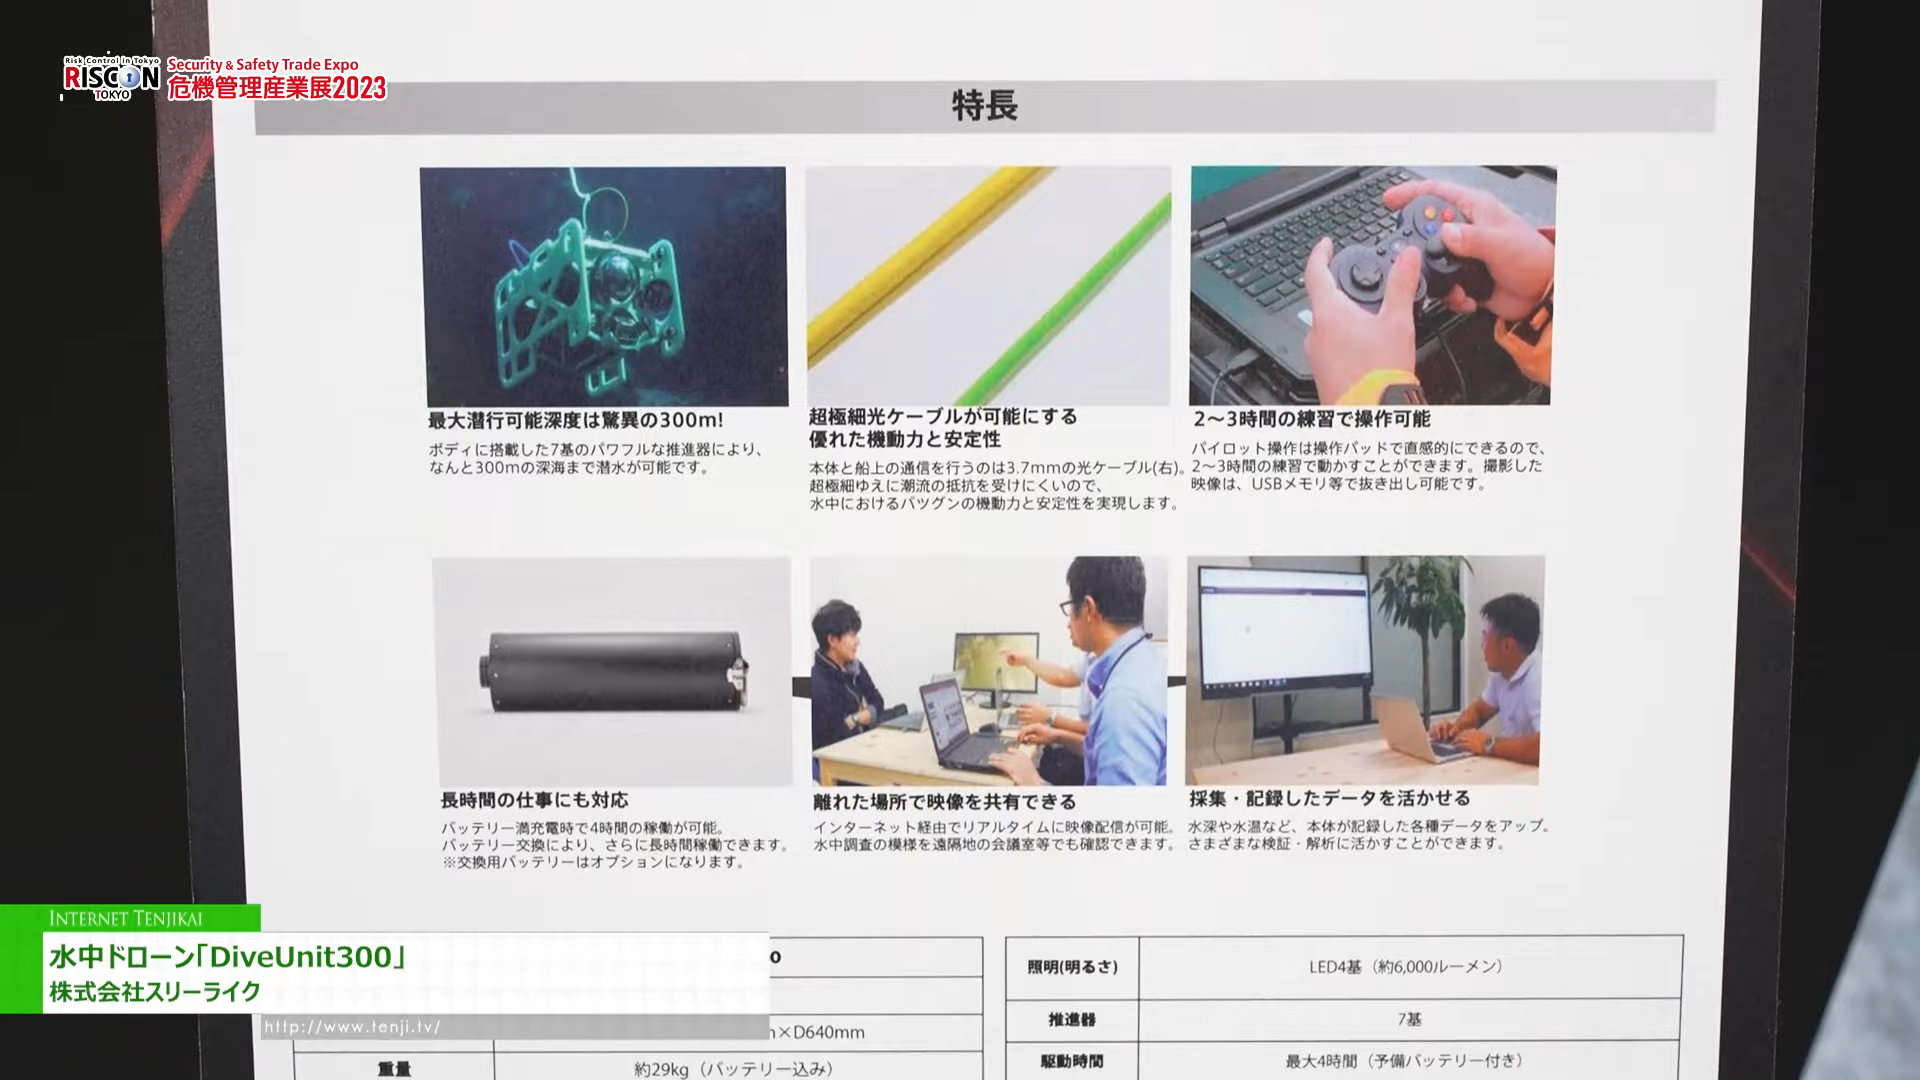 Risk Control in Tokyo
RISCON
TOKYO
Security & Safety Trade Expo
危機管理産業展2023
特長
最大潜行可能深度は驚異の300m!
ボディに搭載した7基のパワフルな推進器により、
なんと300mの深海まで潜水が可能です。
超極細光ケーブルが可能にする
優れた機動力と安定性
本体と船上の通信を行うのは3.7mmの光ケーブル(右)。
超極細ゆえに潮流の抵抗を受けにくいので、
水中におけるバツグンの機動力と安定性を実現します。
2〜3時間の練習で操作可能
パイロット操作は操作パッドで直感的にできるので、
2〜3時間の練習で動かすことができます。撮影した
映像は、USBメモリ等で抜き出し可能です。
長時間の仕事にも対応
バッテリー満充電時で4時間の稼働が可能。
バッテリー交換により、さらに長時間稼働できます。
※交換用バッテリーはオプションになります。
離れた場所で映像を共有できる
インターネット経由でリアルタイムに映像配信が可能。
水中調査の模様を遠隔地の会議室等でも確認できます。
採集・記録したデータを活かせる
水深や水温など、本体が記録した各種データをアップ。
さまざまな検証・解析に活かすことができます。
INTERNET TENJIKAI
水中ドローン「DiveUnit300」
株式会社スリーライク
http://www.tenji.tv/
×D640mm
重量
約29kg（バッテリー込み）
照明(明るさ)
LED4基（約6,000ルーメン）
推進器
7基
駆動時間
最大4時間（予備バッテリー付き）